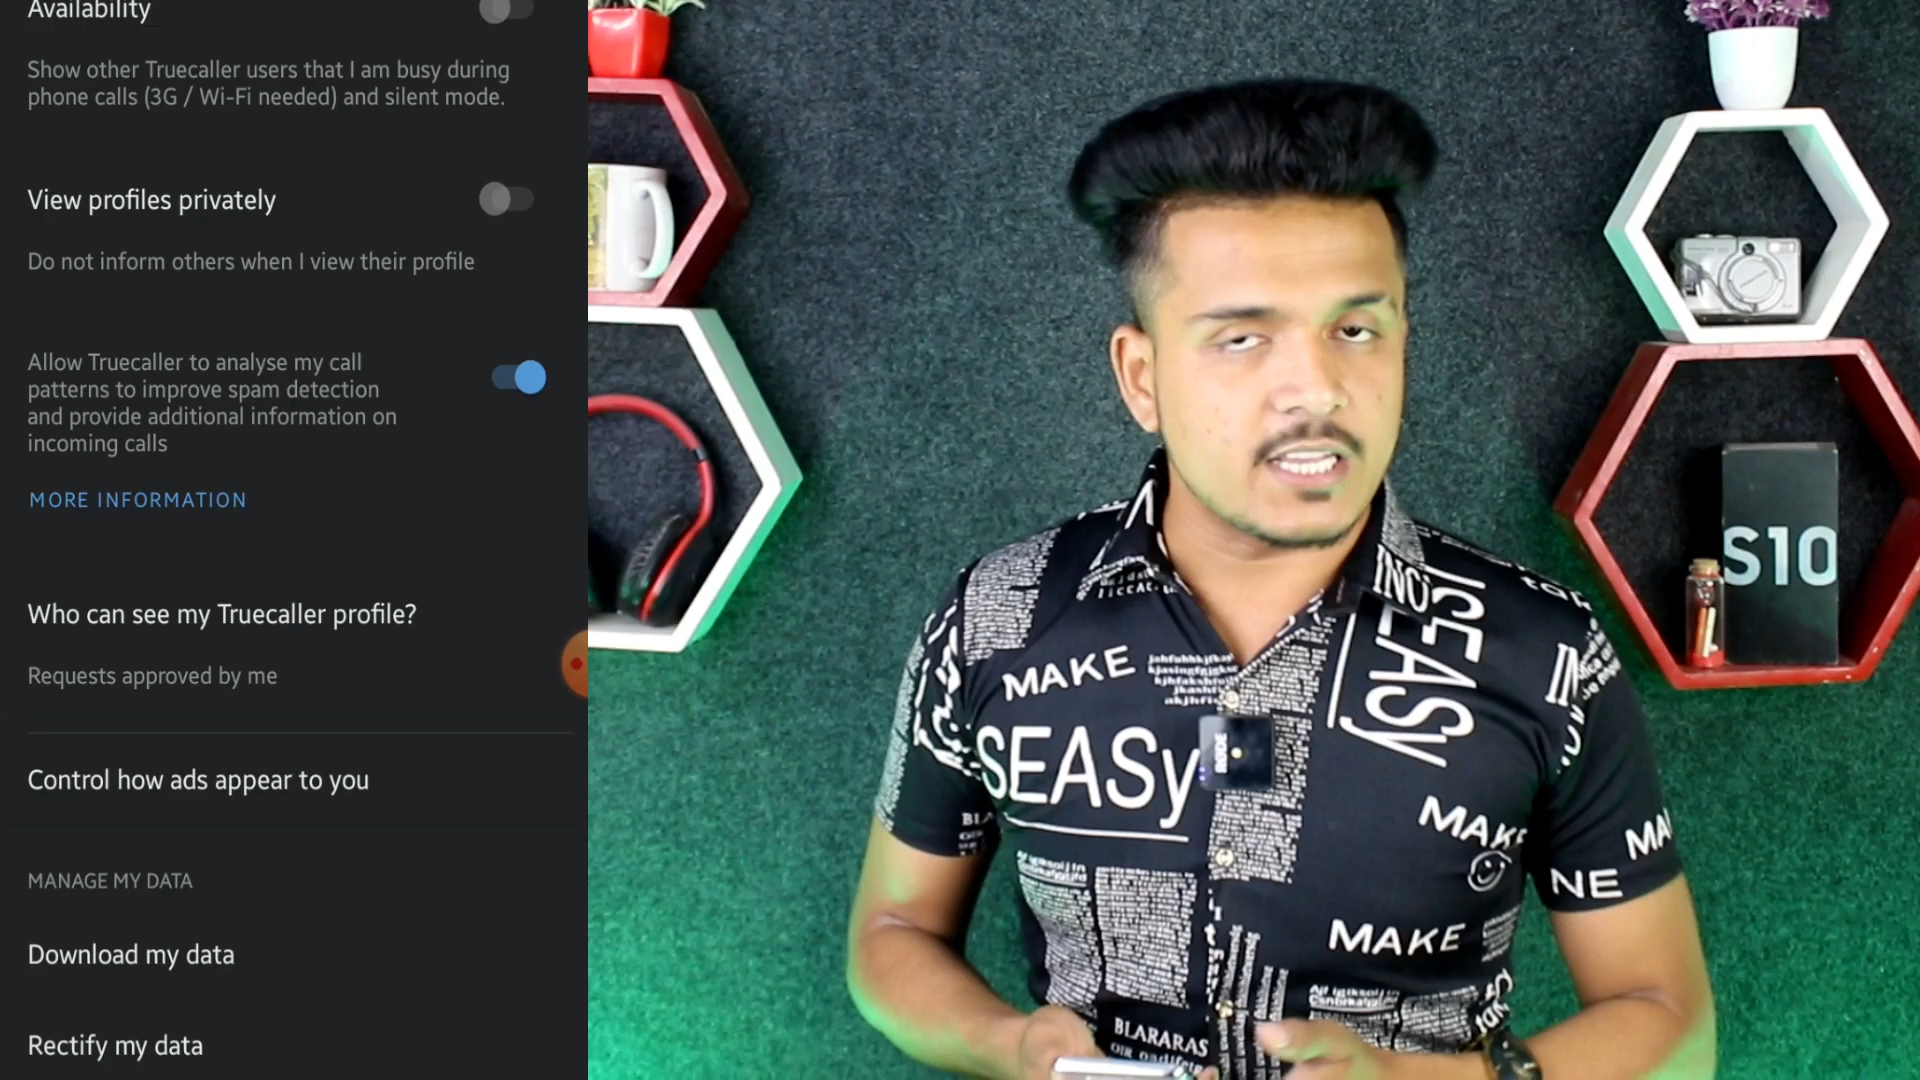 Availability
Show other Truecaller users that I am busy during
phone calls (3G / Wi-Fi needed) and silent mode.
View profiles privately
Do not inform others when I view their profile
Allow Truecaller to analyse my call
patterns to improve spam detection
and provide additional information on
incoming calls
MORE INFORMATION
Who can see my Truecaller profile?
Requests approved by me
Control how ads appear to you
MANAGE MY DATA
Download my data
Rectify my data
S10
MAKE
SEASy
RODE
ISEASy
MAKE
NE
MAKE
BLARARAS